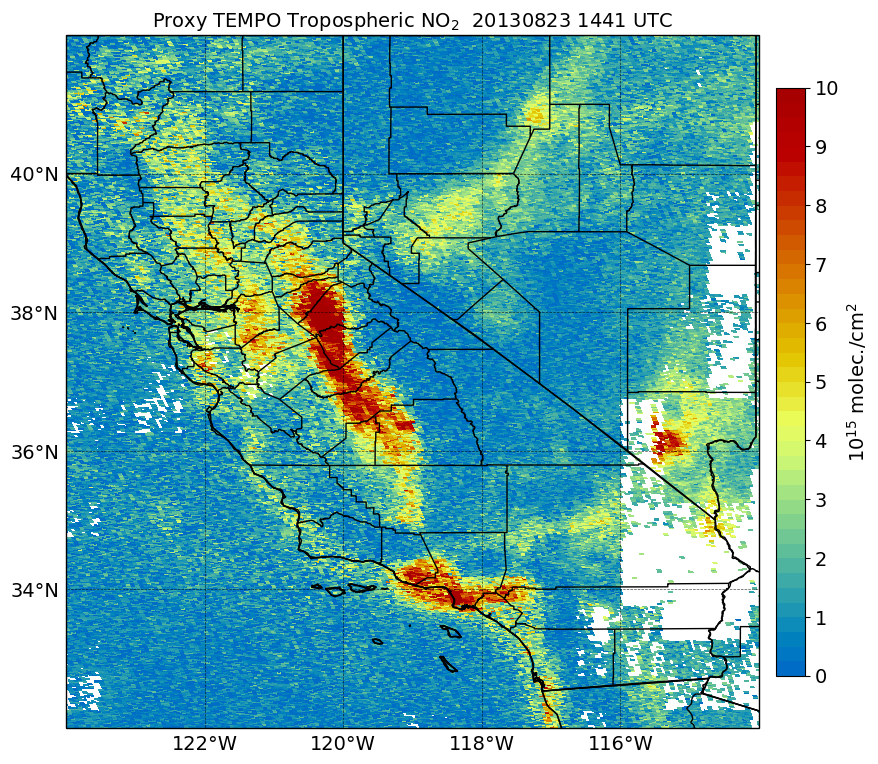 Proxy TEMPO Tropospheric NO₂ 20130823 1441 UTC
40°N
38°N
36°N
34°N
122°W
120°W
118°W
116°W
10
9
8
7
6
5
4
3
2
1
0
10¹⁵ molec./cm²